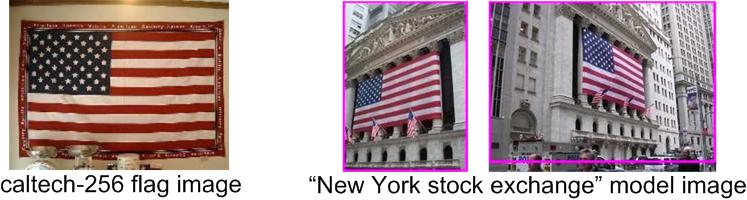 caltech-256 flag image
“New York stock exchange” model image